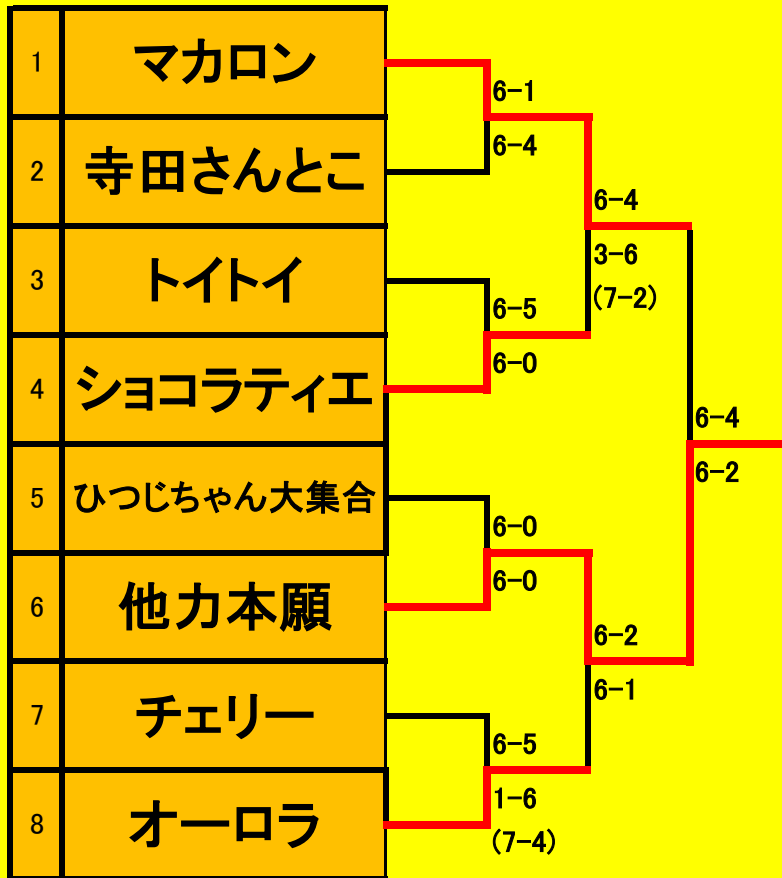 1 マカロン
2 寺田さんとこ
3 トイトイ
4 ショコラティエ
5 ひつじちゃん大集合
6 他力本願
7 チェリー
8 オーロラ
6-1
6-4
6-5
6-0
6-0
6-0
6-5
1-6
(7-4)
6-4
3-6
(7-2)
6-2
6-1
6-4
6-2